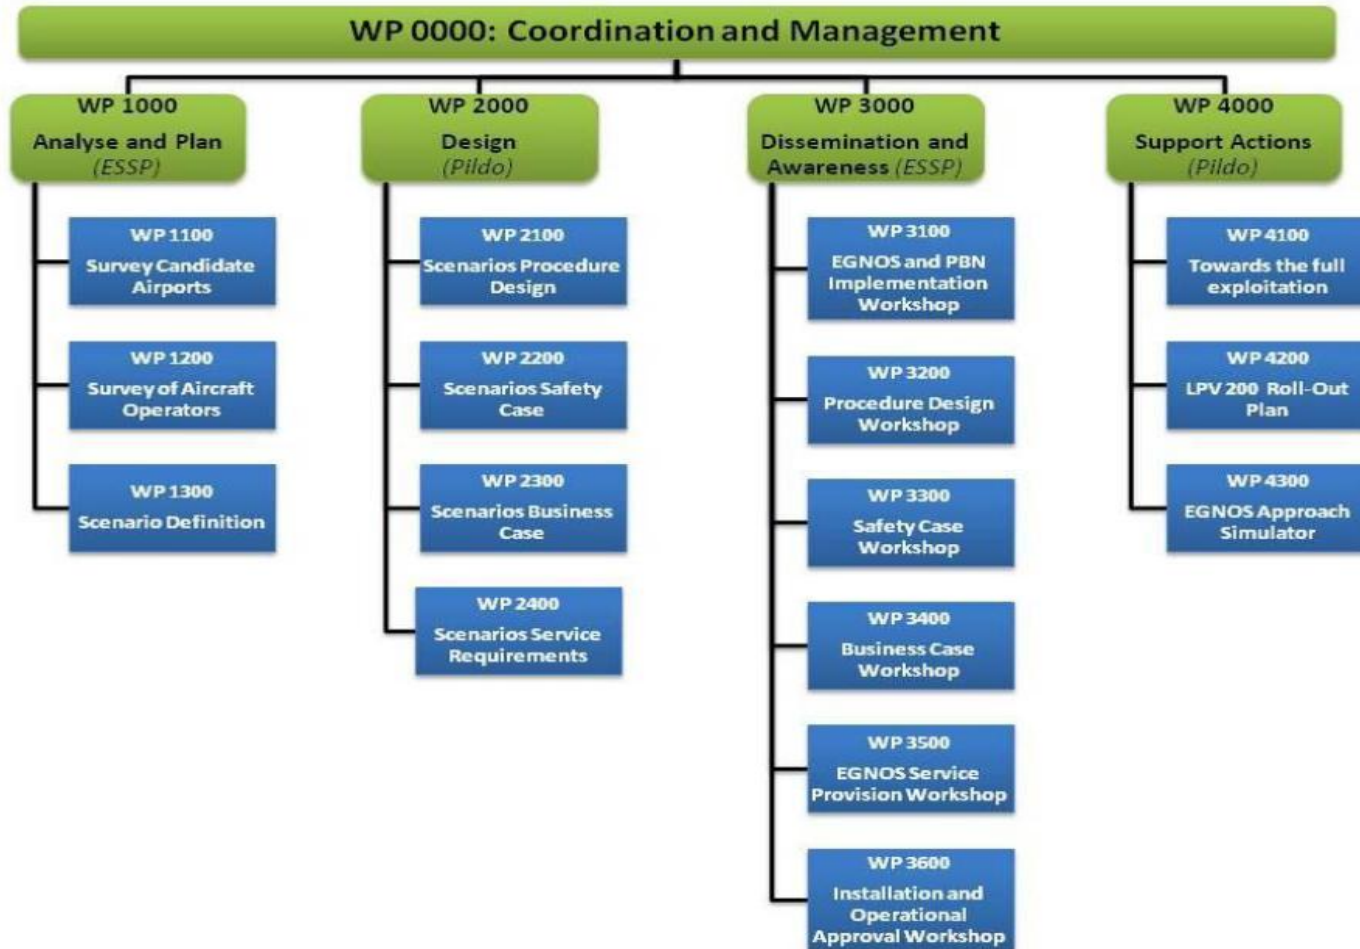 WP 0000: Coordination and Management
WP 1000
Analyse and Plan
(ESSP)
WP 1100
Survey Candidate
Airports
WP 1200
Survey of Aircraft
Operators
WP 1300
Scenario Definition
WP 2000
Design
(Pildo)
WP 2100
Scenarios Procedure
Design
WP 2200
Scenarios Safety
Case
WP 2300
Scenarios Business
Case
WP 2400
Scenarios Service
Requirements
WP 3000
Dissemination and
Awareness (ESSP)
WP 3100
EGNOS and PBN
Implementation
Workshop
WP 3200
Procedure Design
Workshop
WP 3300
Safety Case
Workshop
WP 3400
Business Case
Workshop
WP 3500
EGNOS Service
Provision Workshop
WP 3600
Installation and
Operational
Approval Workshop
WP 4000
Support Actions
(Pildo)
WP 4100
Towards the full
exploitation
WP 4200
LPV 200 Roll-Out
Plan
WP 4300
EGNOS Approach
Simulator